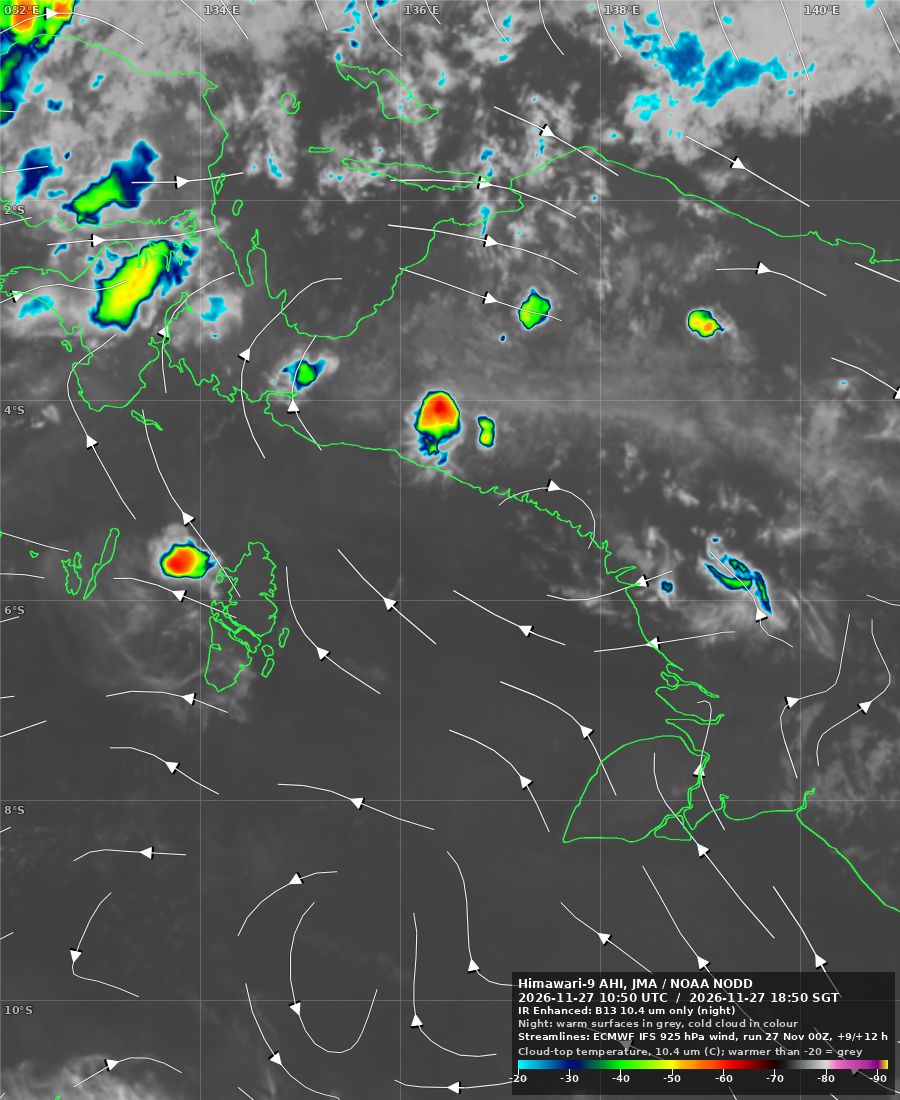 0°S
132°E
134°E
136°E
138°E
140°E
2°S
4°S
6°S
8°S
10°S
Himawari-9 AHI, JMA / NOAA NODD
2026-11-27 10:50 UTC / 2026-11-27 18:50 SGT
IR Enhanced: B13 10.4 um only (night)
Night: warm surfaces in grey, cold cloud in colour
Streamlines: ECMWF IFS 925 hPa wind, run 27 Nov 00Z, +9/+12 h
Cloud-top temperature, 10.4 um (C); warmer than -20 = grey
-20 -30 -40 -50 -60 -70 -80 -90